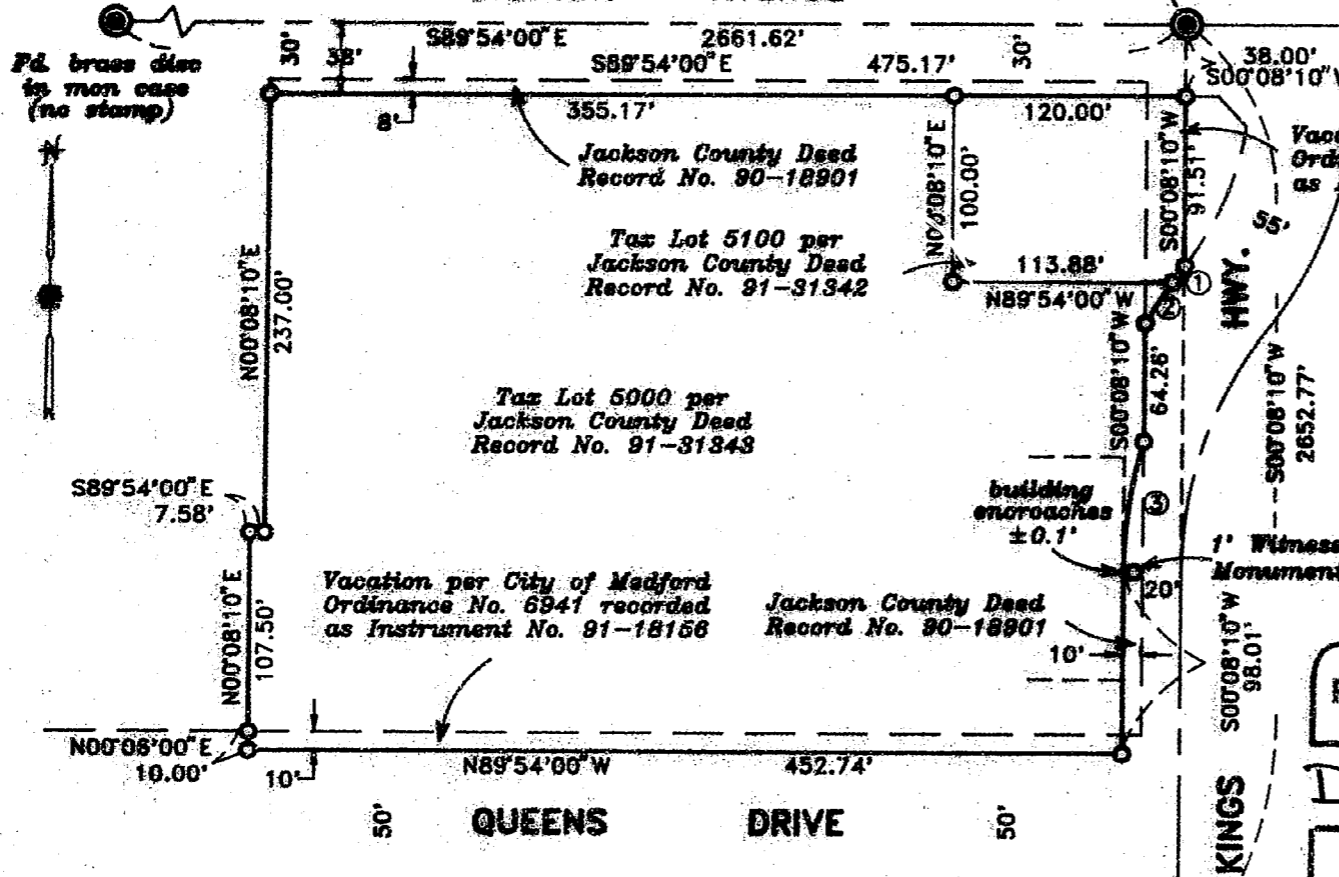 S89°54'00"E 2661.62'
30'
38'
30'
Fd. brass disc
in mon case
(no stamp)
S89°54'00"E 475.17'
38.00'
S00°08'10"W
8'
355.17'
120.00'
Jackson County Deed
Record No. 90-18901
N00°08'10"E
100.00'
S00°08'10"W
91.51'
55'
Tax Lot 5100 per
Jackson County Deed
Record No. 91-31342
113.88'
N89°54'00"W
1
2
HWY.
N00°08'10"E
237.00'
S00°08'10"W
64.26'
S00°08'10"W
2652.77'
Tax Lot 5000 per
Jackson County Deed
Record No. 91-31343
S89°54'00"E
7.58'
building
encroaches
±0.1'
3
1' Witness
Monument
20'
N00°08'10"E
107.50'
Vacation per City of Medford
Ordinance No. 6941 recorded
as Instrument No. 91-18156
Jackson County Deed
Record No. 90-18901
10'
S00°08'10"W
98.01'
N00°08'00"E
10.00'
10'
N89°54'00"W 452.74'
50'
QUEENS DRIVE
50'
KINGS